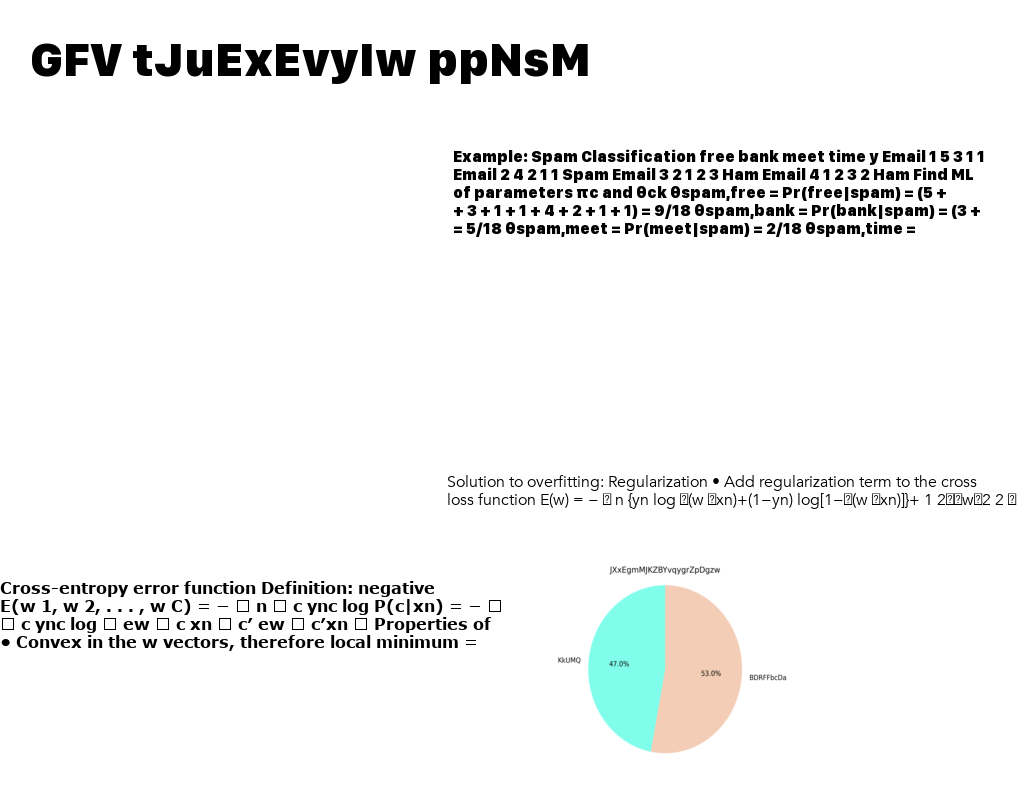 GFV tJuExEvyIw ppNsM
Example: Spam Classification free bank meet time y Email 1 5 3 1 1
Email 2 4 2 1 1 Spam Email 3 2 1 2 3 Ham Email 4 1 2 3 2 Ham Find ML
of parameters πc and θck θspam,free = Pr(free|spam) = (5 +
+ 3 + 1 + 1 + 4 + 2 + 1 + 1) = 9/18 θspam,bank = Pr(bank|spam) = (3 +
= 5/18 θspam,meet = Pr(meet|spam) = 2/18 θspam,time =
Solution to overfitting: Regularization • Add regularization term to the cross
loss function E(w) = − n {yn log (w xn)+(1−yn) log[1−(w xn)]}+ 1 2w2 2
Cross-entropy error function Definition: negative
E(w 1, w 2, . . . , w C) = − n c ync log P(c|xn) = −
c ync log ew c xn c′ ew c′xn Properties of
• Convex in the w vectors, therefore local minimum =
JXxEgmMJKZBYvqygrZpDgzw
KkUMQ
47.0%
53.0%
BDRFFbcDa